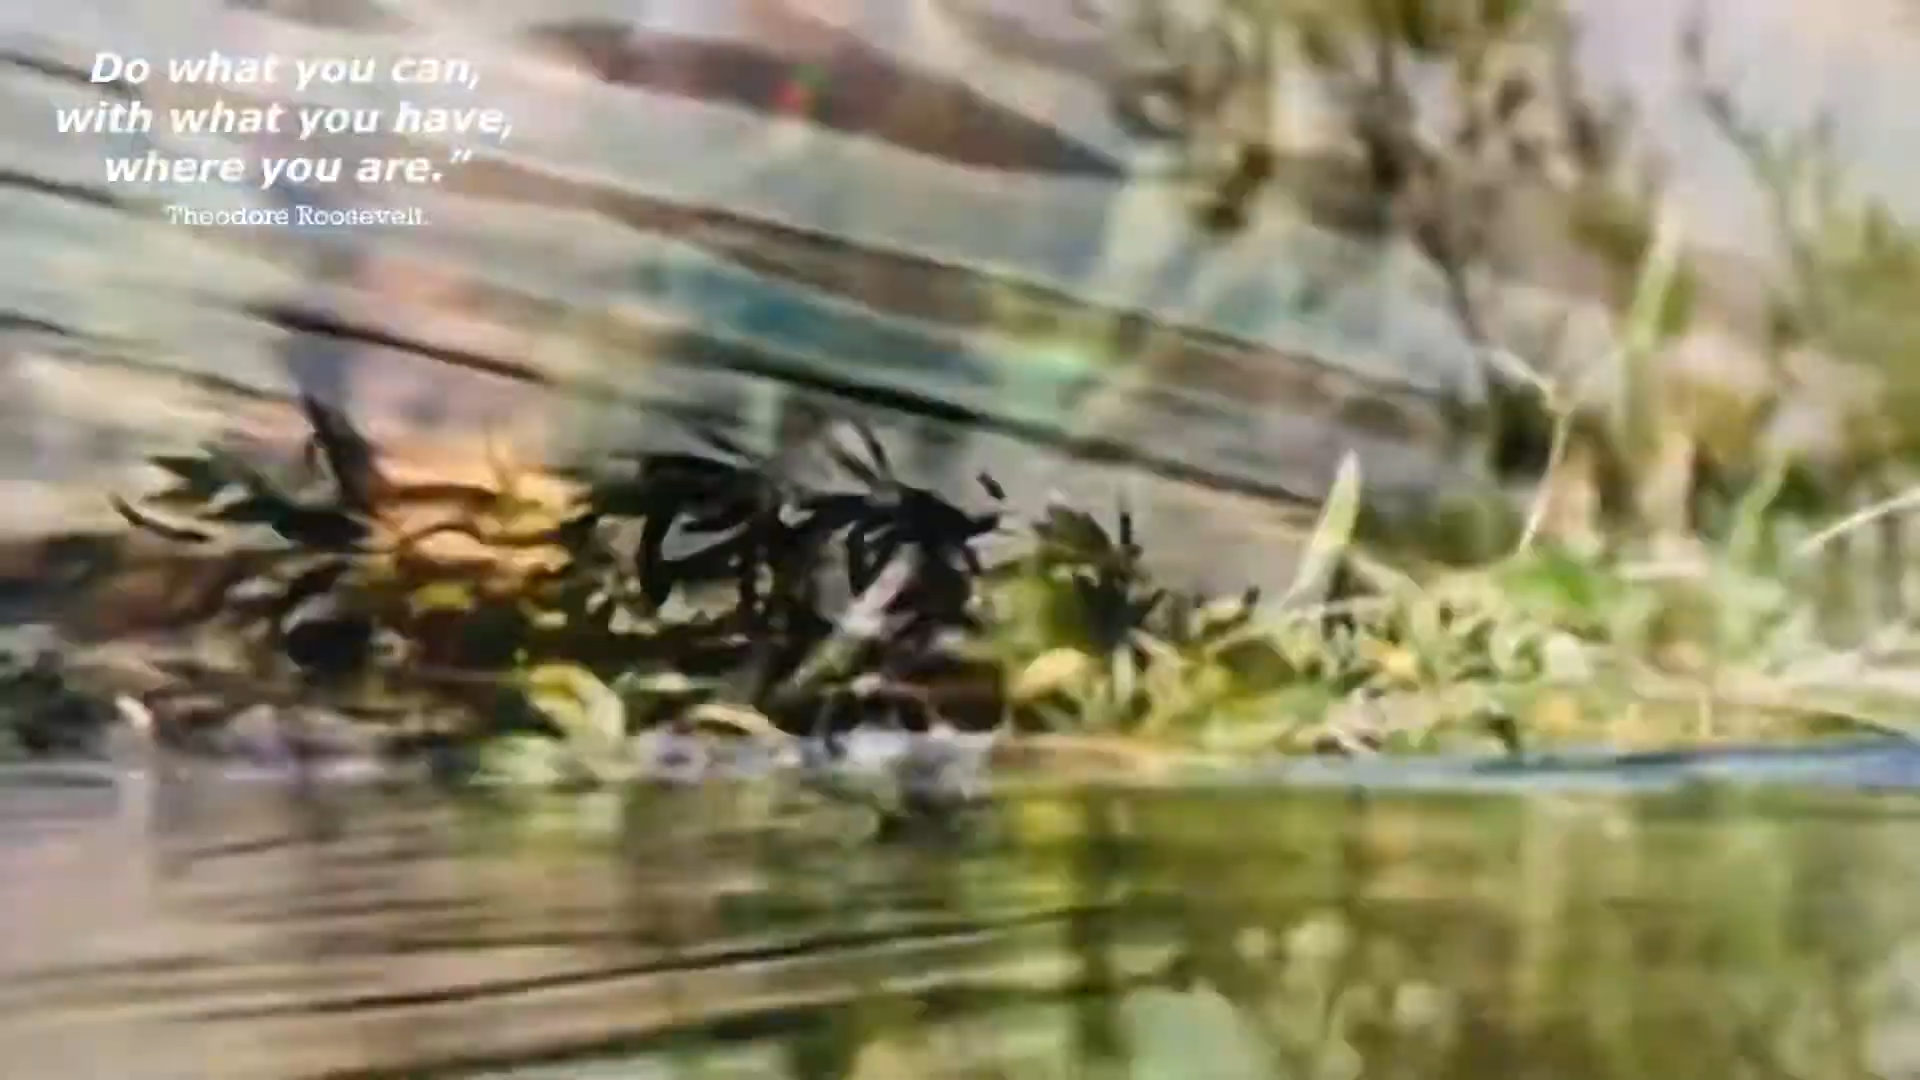 Do what you can,
with what you have,
where you are.”
Theodore Roosevelt.